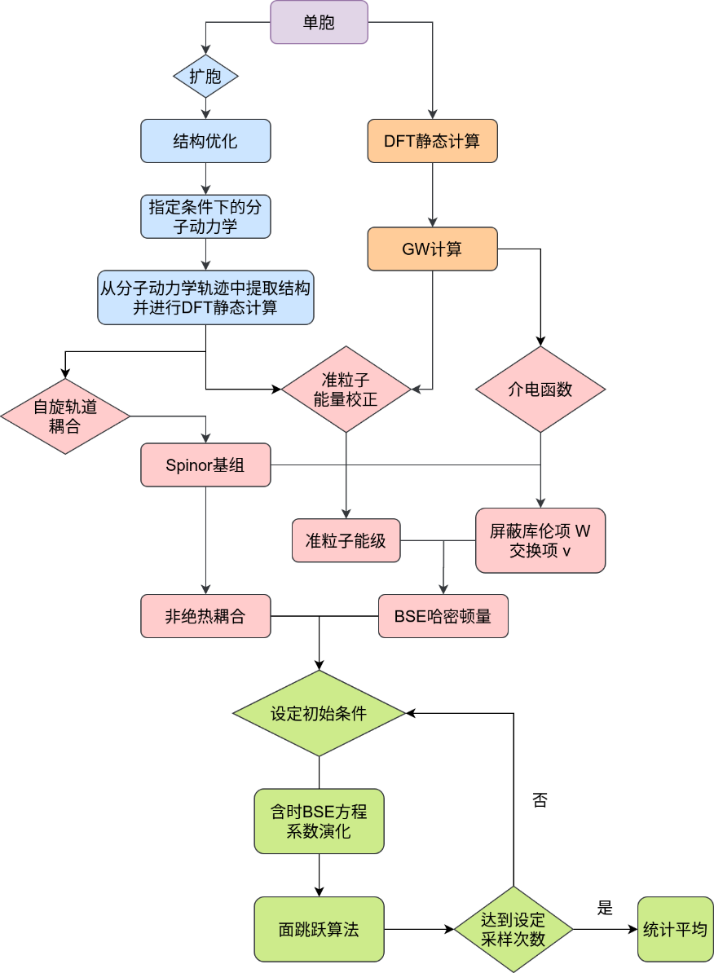 单胞
扩胞
结构优化
DFT静态计算
指定条件下的分
子动力学
GW计算
从分子动力学轨迹中提取结构
并进行DFT静态计算
准粒子
能量校正
介电函数
自旋轨道
耦合
Spinor基组
准粒子能级
屏蔽库伦项 W
交换项 v
非绝热耦合
BSE哈密顿量
设定初始条件
含时BSE方程
系数演化
否
面跳跃算法
达到设定
采样次数
是
统计平均